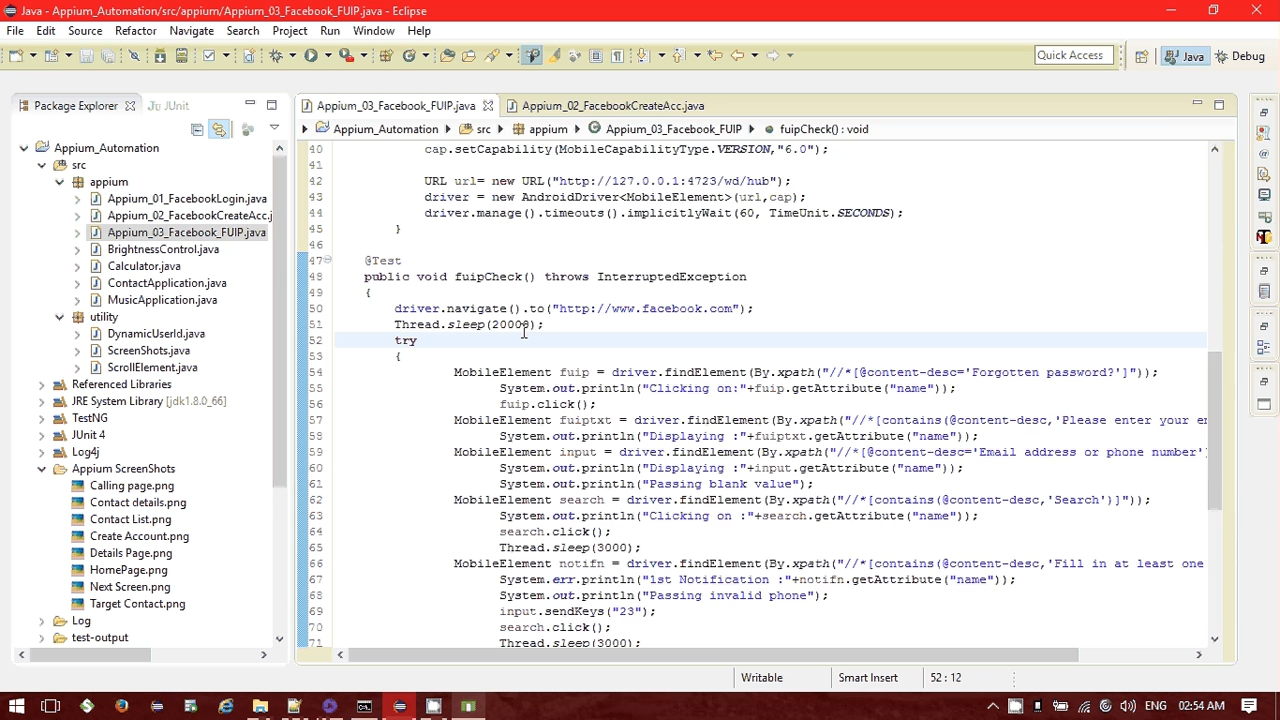 Java - Appium_Automation/src/appium/Appium_03_Facebook_FUIP.java - Eclipse
File Edit Source Refactor Navigate Search Project Run Window Help
Quick Access Java Debug
Package Explorer JUnit
Appium_03_Facebook_FUIP.java Appium_02_FacebookCreateAcc.java
Appium_Automation src appium Appium_03_Facebook_FUIP fuipCheck() : void
Appium_Automation
src
appium
Appium_01_FacebookLogin.java
Appium_02_FacebookCreateAcc.j
Appium_03_Facebook_FUIP.java
BrightnessControl.java
Calculator.java
ContactApplication.java
MusicApplication.java
utility
DynamicUserId.java
ScreenShots.java
ScrollElement.java
Referenced Libraries
JRE System Library [jdk1.8.0_66]
TestNG
JUnit 4
Log4j
Appium ScreenShots
Calling page.png
Contact details.png
Contact List.png
Create Account.png
Details Page.png
HomePage.png
Next Screen.png
Target Contact.png
Log
test-output
40 cap.setCapability(MobileCapabilityType.VERSION,"6.0");
41
42 URL url= new URL("http://127.0.0.1:4723/wd/hub");
43 driver = new AndroidDriver<MobileElement>(url,cap);
44 driver.manage().timeouts().implicitlyWait(60, TimeUnit.SECONDS);
45 }
46
47 @Test
48 public void fuipCheck() throws InterruptedException
49 {
50 driver.navigate().to("http://www.facebook.com");
51 Thread.sleep(20000);
52 try
53 {
54 MobileElement fuip = driver.findElement(By.xpath("//*[@content-desc='Forgotten password?']"));
55 System.out.println("Clicking on:"+fuip.getAttribute("name"));
56 fuip.click();
57 MobileElement fuiptxt = driver.findElement(By.xpath("//*[contains(@content-desc,'Please enter your en
58 System.out.println("Displaying :"+fuiptxt.getAttribute("name"));
59 MobileElement input = driver.findElement(By.xpath("//*[contains(@content-desc='Email address or phone number'
60 System.out.println("Displaying :"+input.getAttribute("name"));
61 System.out.println("Passing blank value");
62 MobileElement search = driver.findElement(By.xpath("//*[contains(@content-desc,'Search')]"));
63 System.out.println("Clicking on :"+search.getAttribute("name"));
64 search.click();
65 Thread.sleep(3000);
66 MobileElement notifn = driver.findElement(By.xpath("//*[contains(@content-desc,'Fill in at least one
67 System.err.println("1st Notification :"+notifn.getAttribute("name"));
68 System.out.println("Passing invalid phone");
69 input.sendKeys("23");
70 search.click();
71 Thread.sleep(3000);
Writable Smart Insert 52 : 12
ENG 02:54 AM